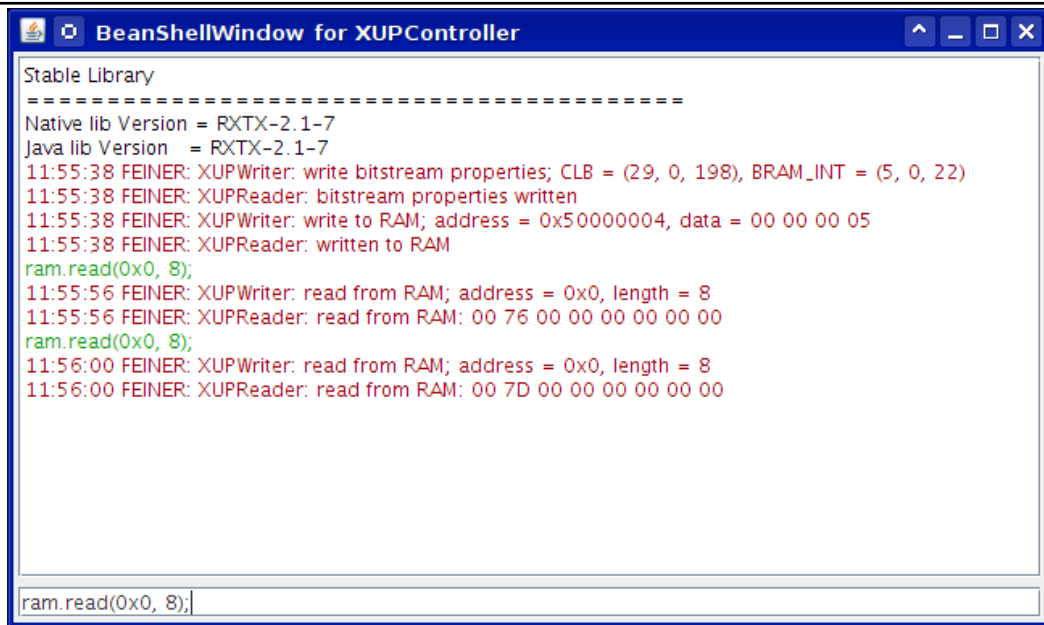 BeanShellWindow for XUPController
Stable Library
=========================================
Native lib Version = RXTX-2.1-7
Java lib Version   = RXTX-2.1-7
11:55:38 FEINER: XUPWriter: write bitstream properties; CLB = (29, 0, 198), BRAM_INT = (5, 0, 22)
11:55:38 FEINER: XUPReader: bitstream properties written
11:55:38 FEINER: XUPWriter: write to RAM; address = 0x50000004, data = 00 00 00 05
11:55:38 FEINER: XUPReader: written to RAM
ram.read(0x0, 8);
11:55:56 FEINER: XUPWriter: read from RAM; address = 0x0, length = 8
11:55:56 FEINER: XUPReader: read from RAM: 00 76 00 00 00 00 00 00
ram.read(0x0, 8);
11:56:00 FEINER: XUPWriter: read from RAM; address = 0x0, length = 8
11:56:00 FEINER: XUPReader: read from RAM: 00 7D 00 00 00 00 00 00
ram.read(0x0, 8);